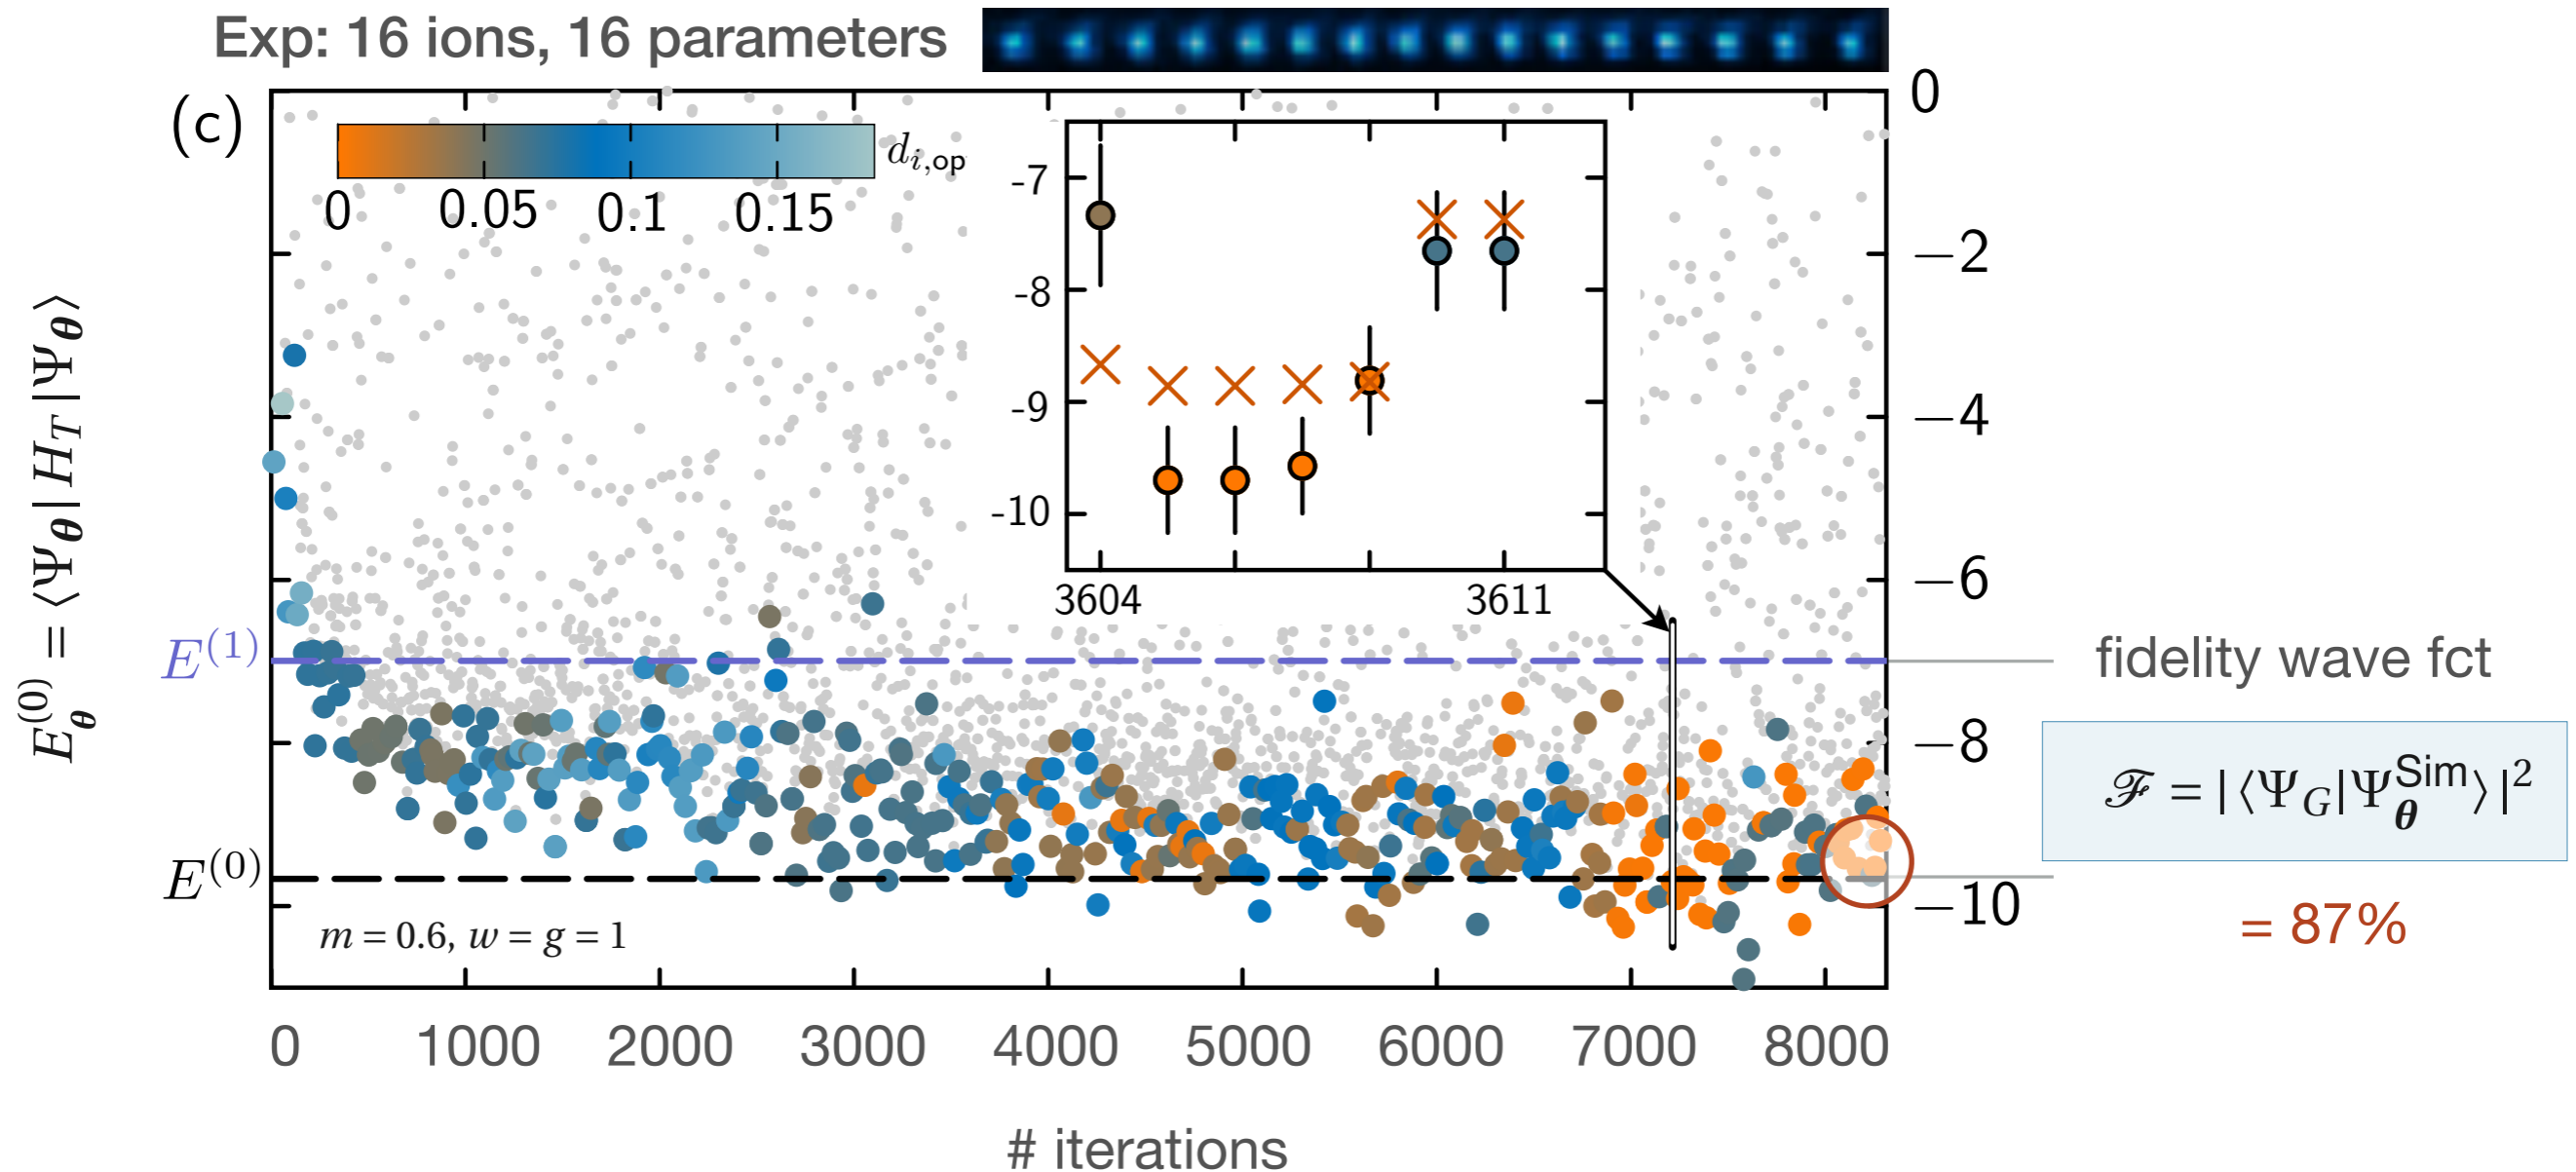 Exp: 16 ions, 16 parameters
(c)
d_{i,op}
0 0.05 0.1 0.15
E_θ^{(0)} = ⟨Ψ_θ| H_T |Ψ_θ⟩
0
−2
−4
−6
−8
−10
-7
-8
-9
-10
3604 3611
E^{(1)}
E^{(0)}
m = 0.6, w = g = 1
fidelity wave fct
ℱ = |⟨Ψ_G|Ψ_θ^{Sim}⟩|²
= 87%
0 1000 2000 3000 4000 5000 6000 7000 8000
# iterations